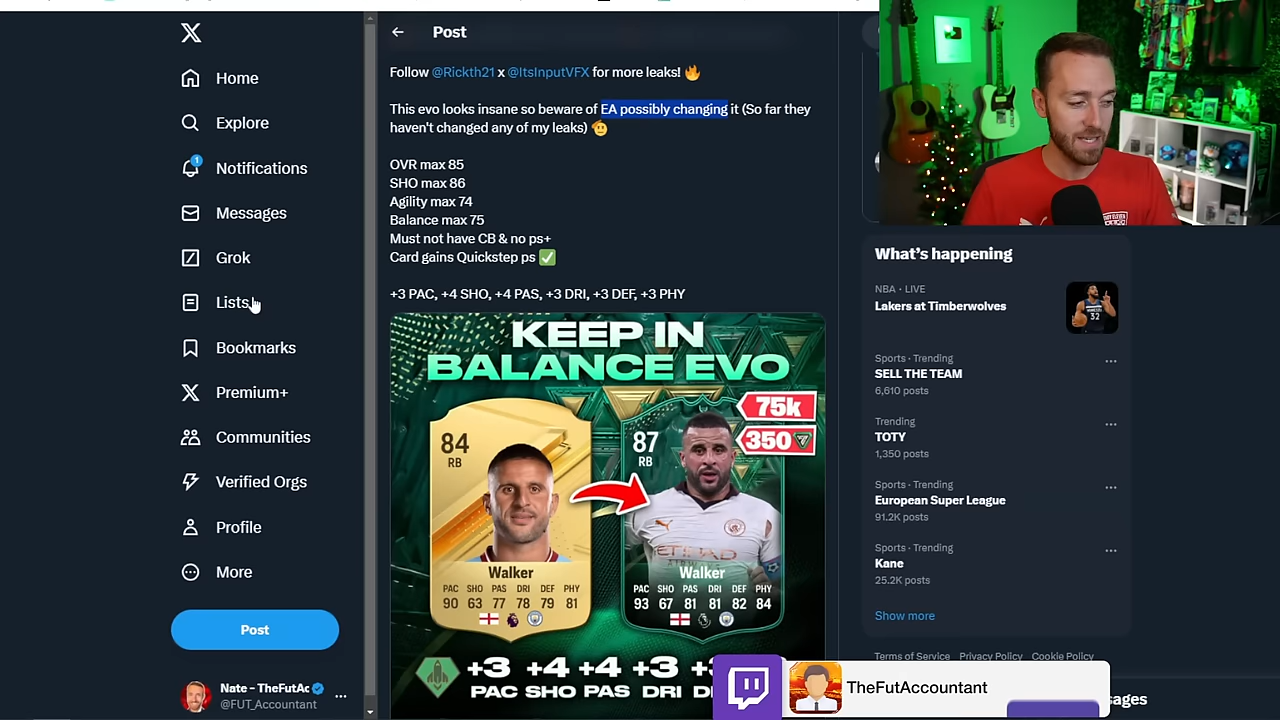 Home
Explore
1
Notifications
Messages
Grok
Lists
Bookmarks
Premium+
Communities
Verified Orgs
Profile
More
Post
Nate – TheFutAc
@FUT_Accountant
Post
Follow @Rickth21 x @ItsInputVFX for more leaks! 🔥
This evo looks insane so beware of EA possibly changing it (So far they
haven't changed any of my leaks) 🫡
OVR max 85
SHO max 86
Agility max 74
Balance max 75
Must not have CB & no ps+
Card gains Quickstep ps ✅
+3 PAC, +4 SHO, +4 PAS, +3 DRI, +3 DEF, +3 PHY
KEEP IN
BALANCE EVO
75k
350
84
RB
Walker
PAC SHO PAS DRI DEF PHY
90 63 77 78 79 81
87
RB
ETIHAD
Walker
PAC SHO PAS DRI DEF PHY
93 67 81 81 82 84
+3 +4 +4 +3
PAC SHO PAS DRI
What's happening
NBA · LIVE
Lakers at Timberwolves
32
Sports · Trending
SELL THE TEAM
6,610 posts
Trending
TOTY
1,350 posts
Sports · Trending
European Super League
91.2K posts
Sports · Trending
Kane
25.2K posts
Show more
Terms of Service Privacy Policy Cookie Policy
TheFutAccountant